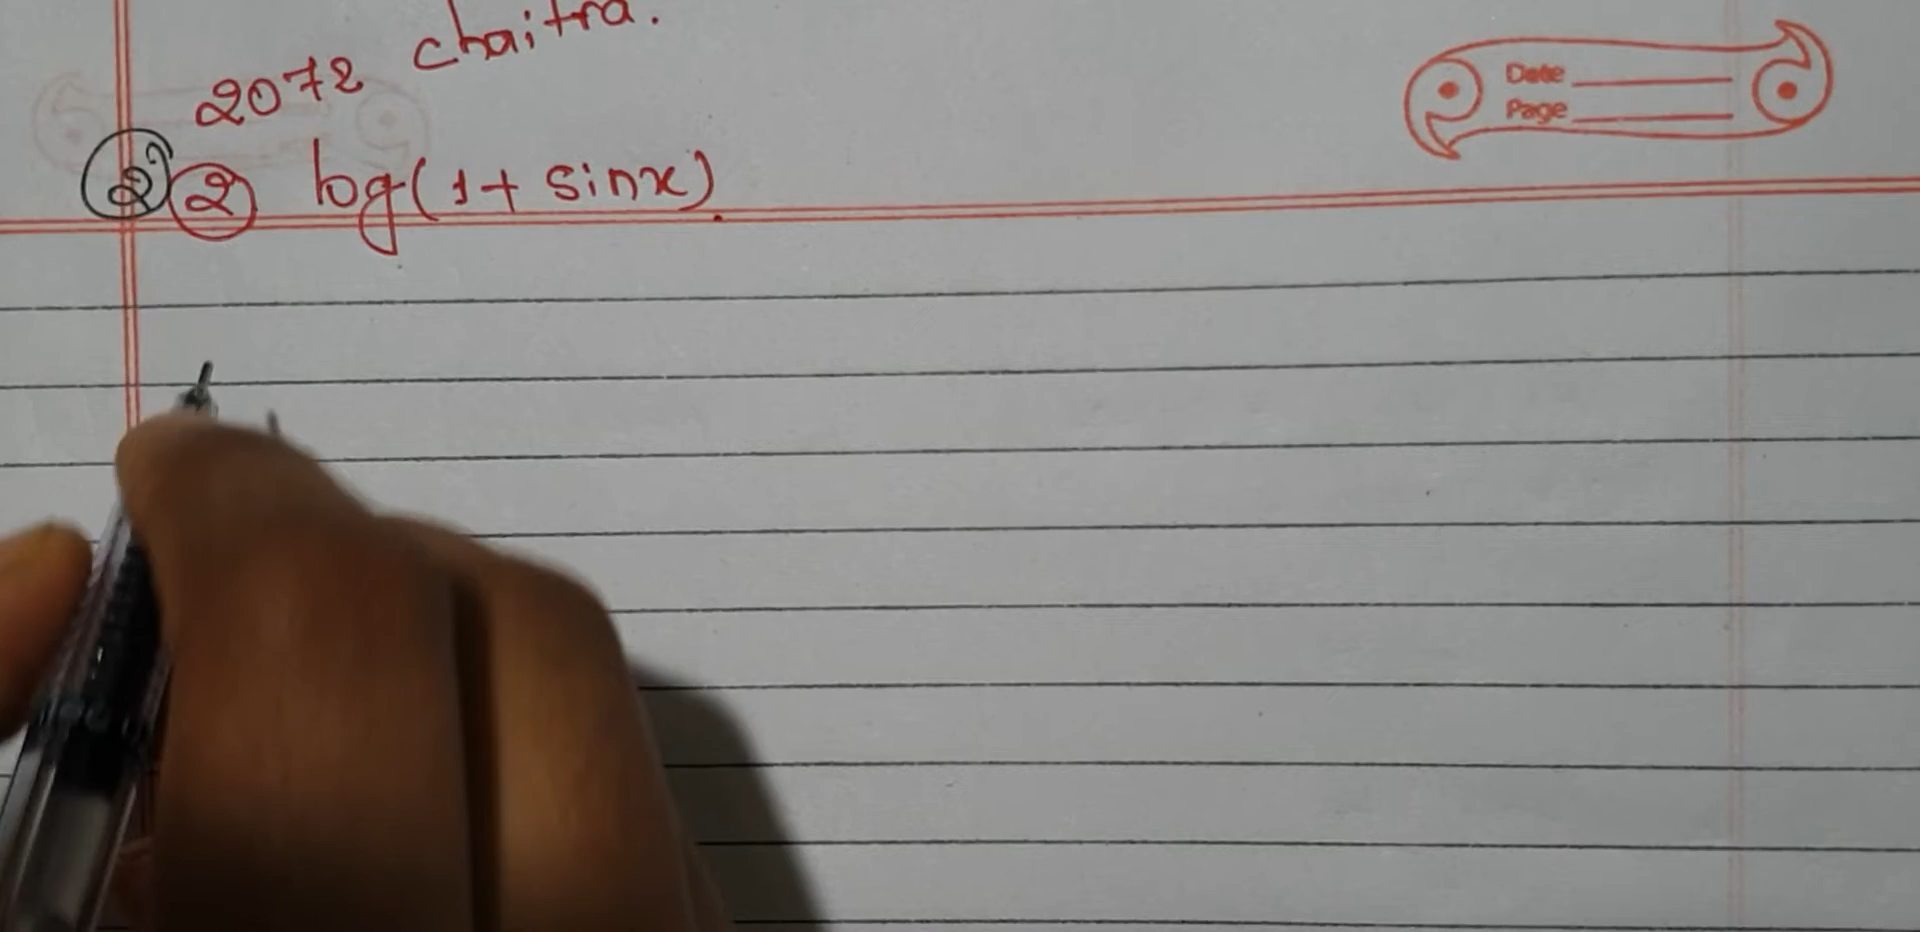 2072 chaitra.
Date
Page
2) 2 log(1+ sinx)